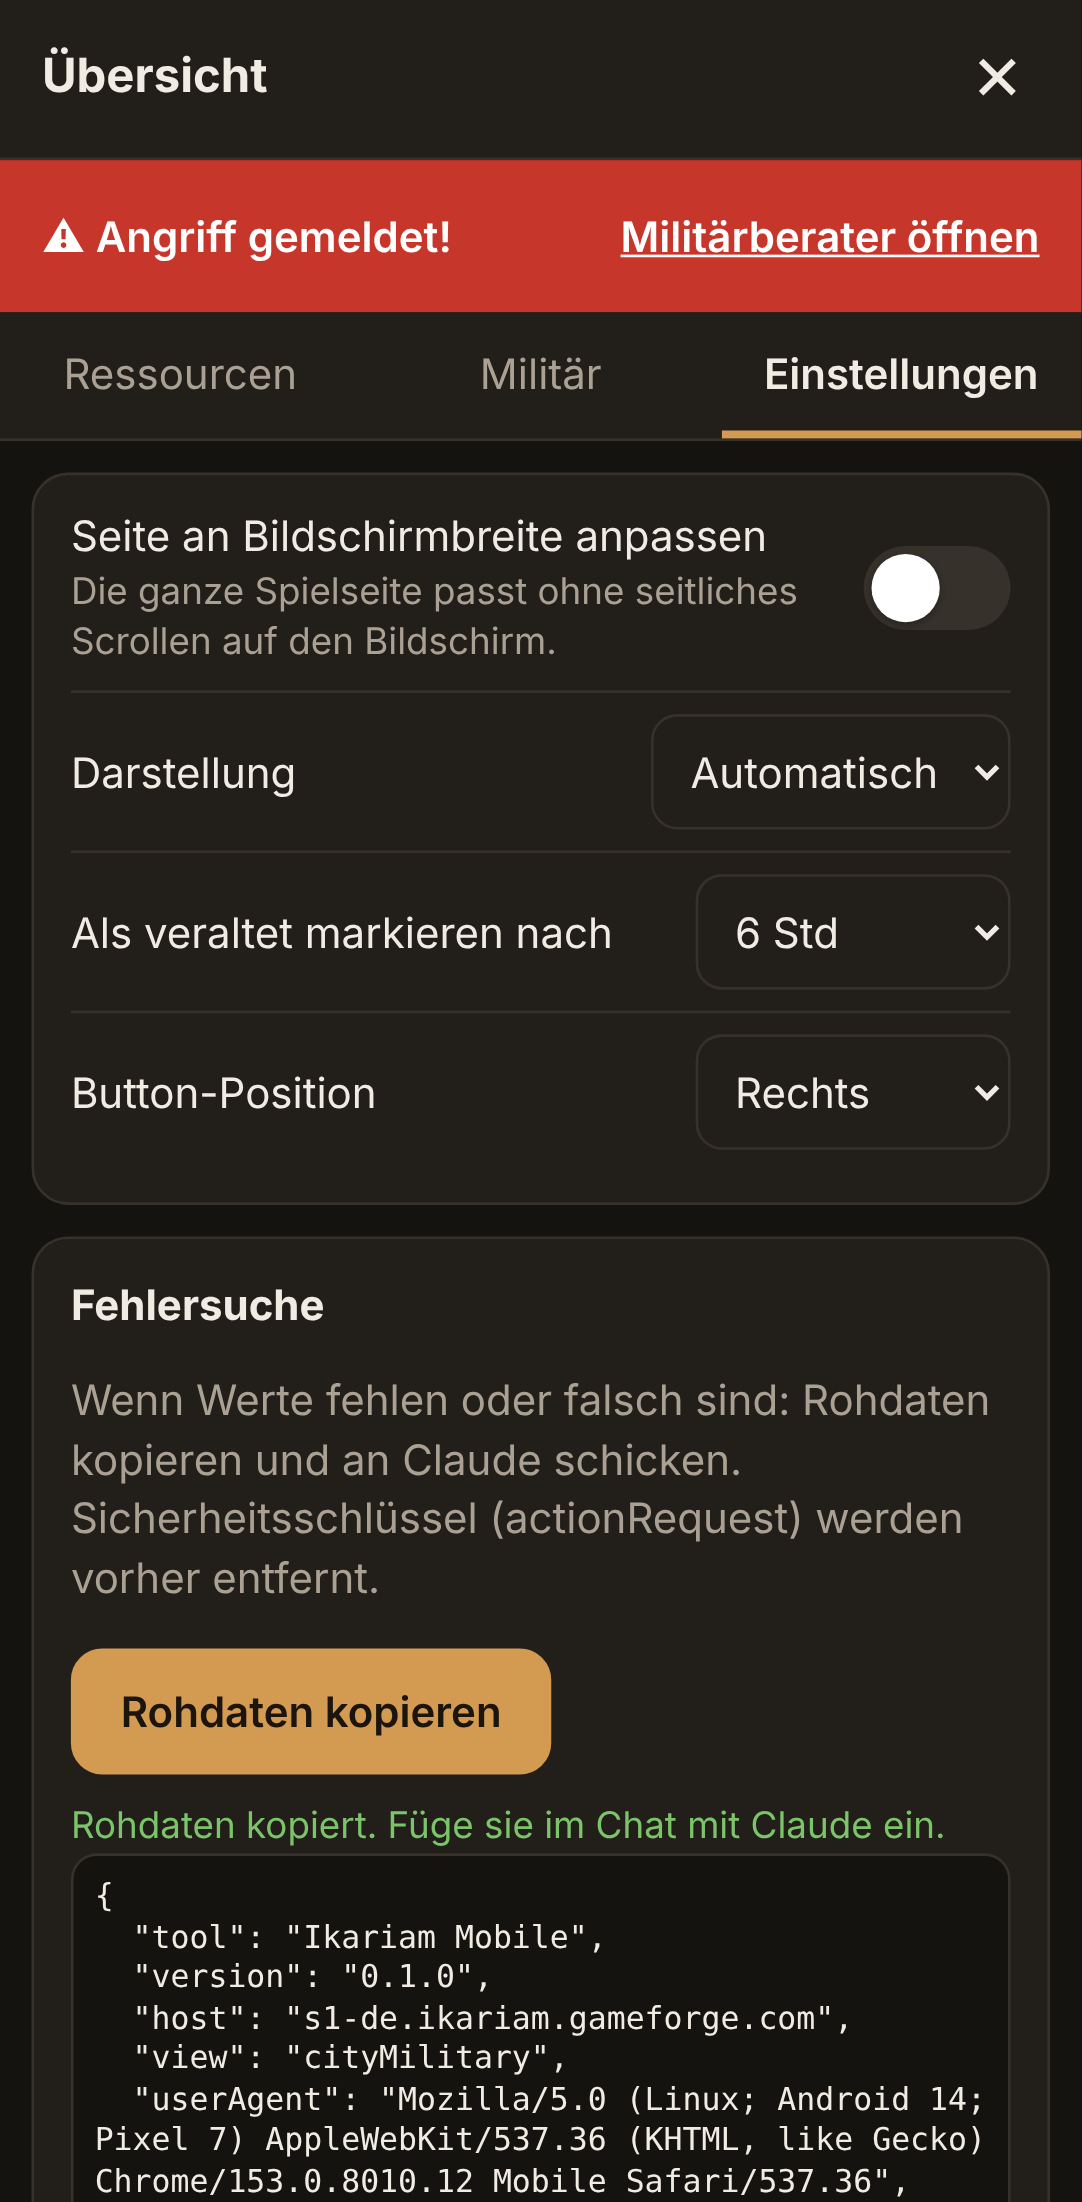 Übersicht
⚠ Angriff gemeldet!
Militärberater öffnen
Ressourcen
Militär
Einstellungen
Seite an Bildschirmbreite anpassen
Die ganze Spielseite passt ohne seitliches
Scrollen auf den Bildschirm.
Darstellung
Automatisch
Als veraltet markieren nach
6 Std
Button-Position
Rechts
Fehlersuche
Wenn Werte fehlen oder falsch sind: Rohdaten
kopieren und an Claude schicken.
Sicherheitsschlüssel (actionRequest) werden
vorher entfernt.
Rohdaten kopieren
Rohdaten kopiert. Füge sie im Chat mit Claude ein.
{
  "tool": "Ikariam Mobile",
  "version": "0.1.0",
  "host": "s1-de.ikariam.gameforge.com",
  "view": "cityMilitary",
  "userAgent": "Mozilla/5.0 (Linux; Android 14;
Pixel 7) AppleWebKit/537.36 (KHTML, like Gecko)
Chrome/153.0.8010.12 Mobile Safari/537.36",